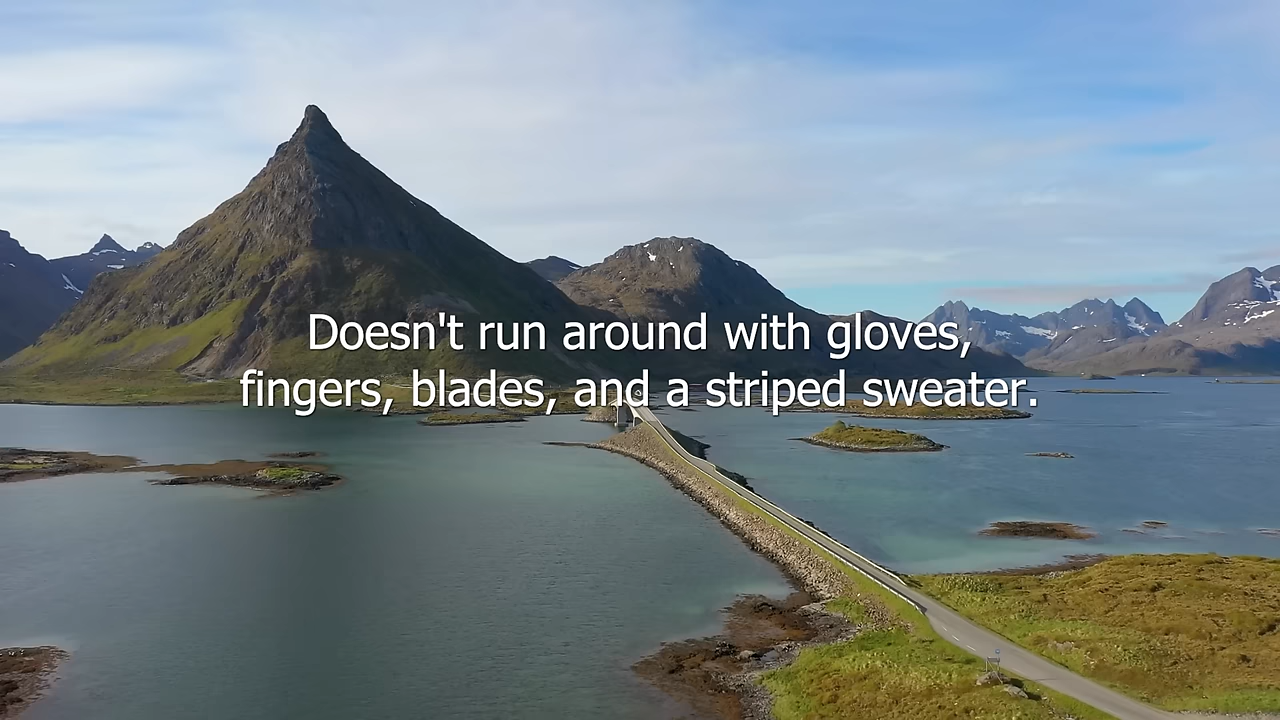 Doesn't run around with gloves,
fingers, blades, and a striped sweater.